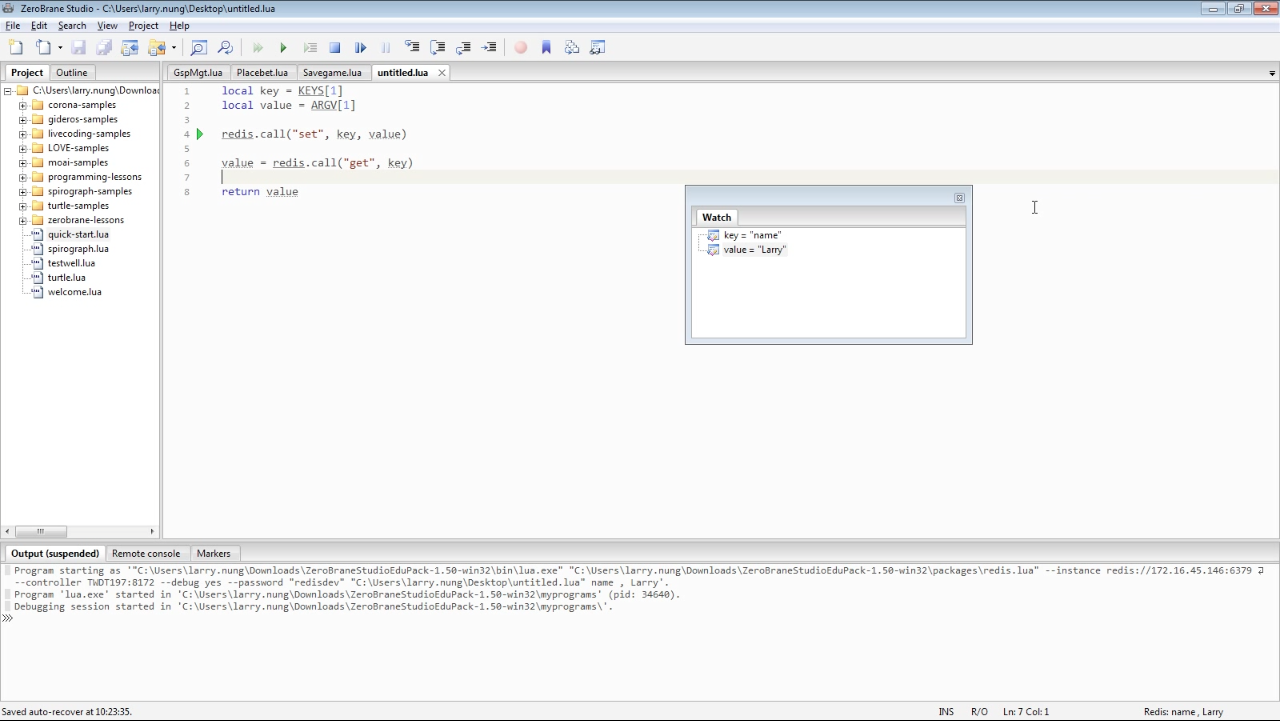 ZeroBrane Studio - C:\Users\larry.nung\Desktop\untitled.lua
File Edit Search View Project Help
Project Outline
C:\Users\larry.nung\Downloa
corona-samples
gideros-samples
livecoding-samples
LOVE-samples
moai-samples
programming-lessons
spirograph-samples
turtle-samples
zerobrane-lessons
quick-start.lua
spirograph.lua
testwell.lua
turtle.lua
welcome.lua
GspMgt.lua Placebet.lua Savegame.lua untitled.lua
1 local key = KEYS[1]
2 local value = ARGV[1]
3
4 redis.call("set", key, value)
5
6 value = redis.call("get", key)
7
8 return value
Watch
key = "name"
value = "Larry"
Output (suspended) Remote console Markers
Program starting as '"C:\Users\larry.nung\Downloads\ZeroBraneStudioEduPack-1.50-win32\bin\lua.exe" "C:\Users\larry.nung\Downloads\ZeroBraneStudioEduPack-1.50-win32\packages\redis.lua" --instance redis://172.16.45.146:6379
--controller TWDT197:8172 --debug yes --password "redisdev" "C:\Users\larry.nung\Desktop\untitled.lua" name , Larry'.
Program 'lua.exe' started in 'C:\Users\larry.nung\Downloads\ZeroBraneStudioEduPack-1.50-win32\myprograms' (pid: 34640).
Debugging session started in 'C:\Users\larry.nung\Downloads\ZeroBraneStudioEduPack-1.50-win32\myprograms\'.
Saved auto-recover at 10:23:35. INS R/O Ln: 7 Col: 1 Redis: name , Larry